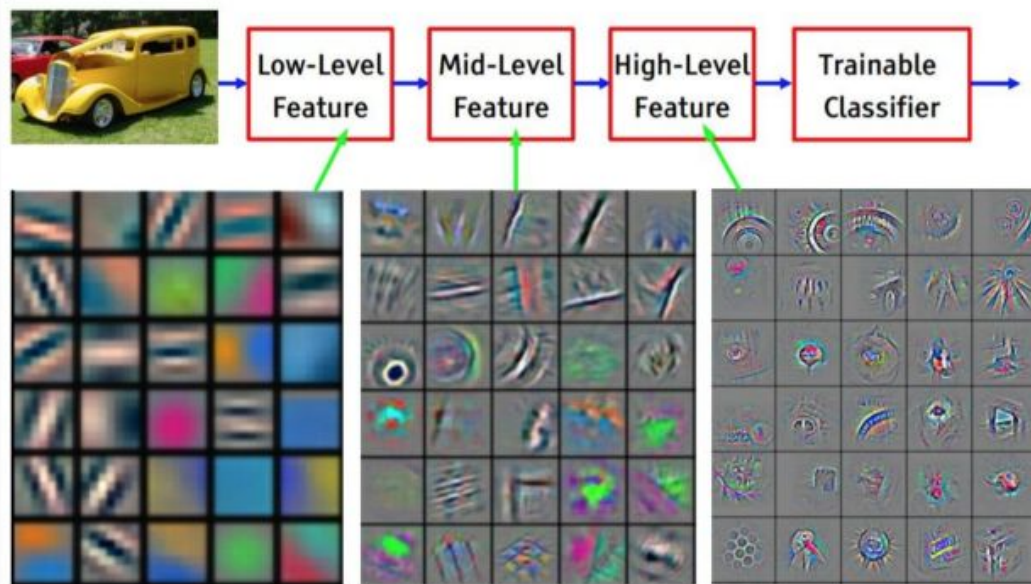 Low-Level
Feature
Mid-Level
Feature
High-Level
Feature
Trainable
Classifier